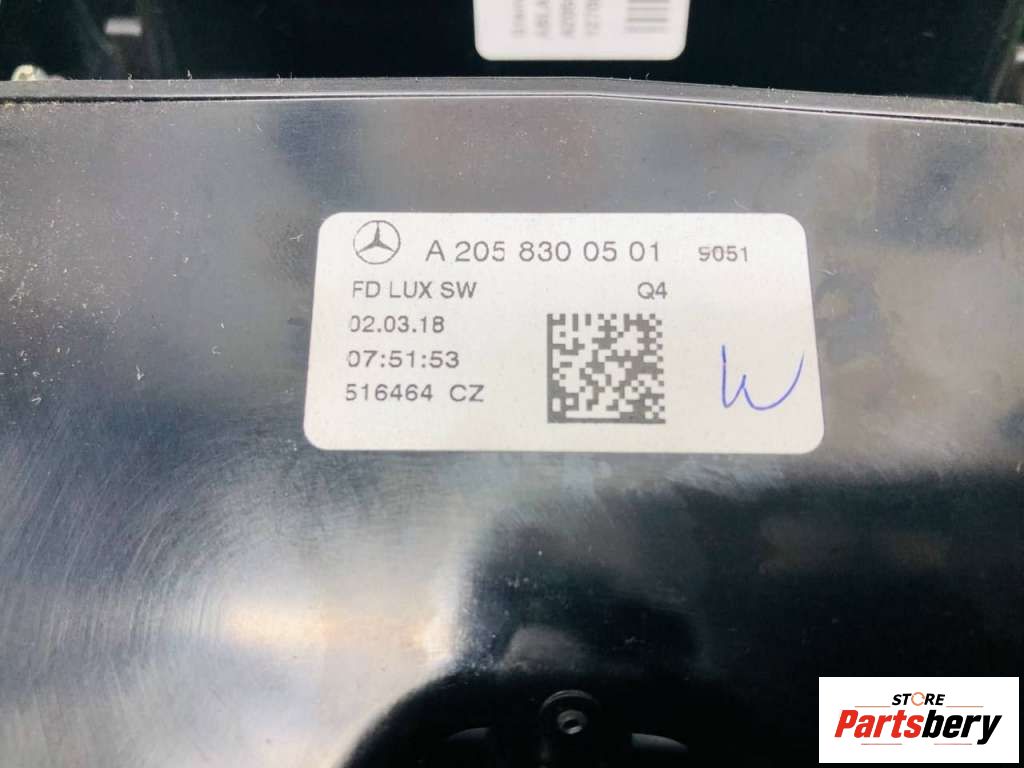 A 205 830 05 01 9051
FD LUX SW Q4
02.03.18
07:51:53
516464 CZ
W
STORE
Partsbery